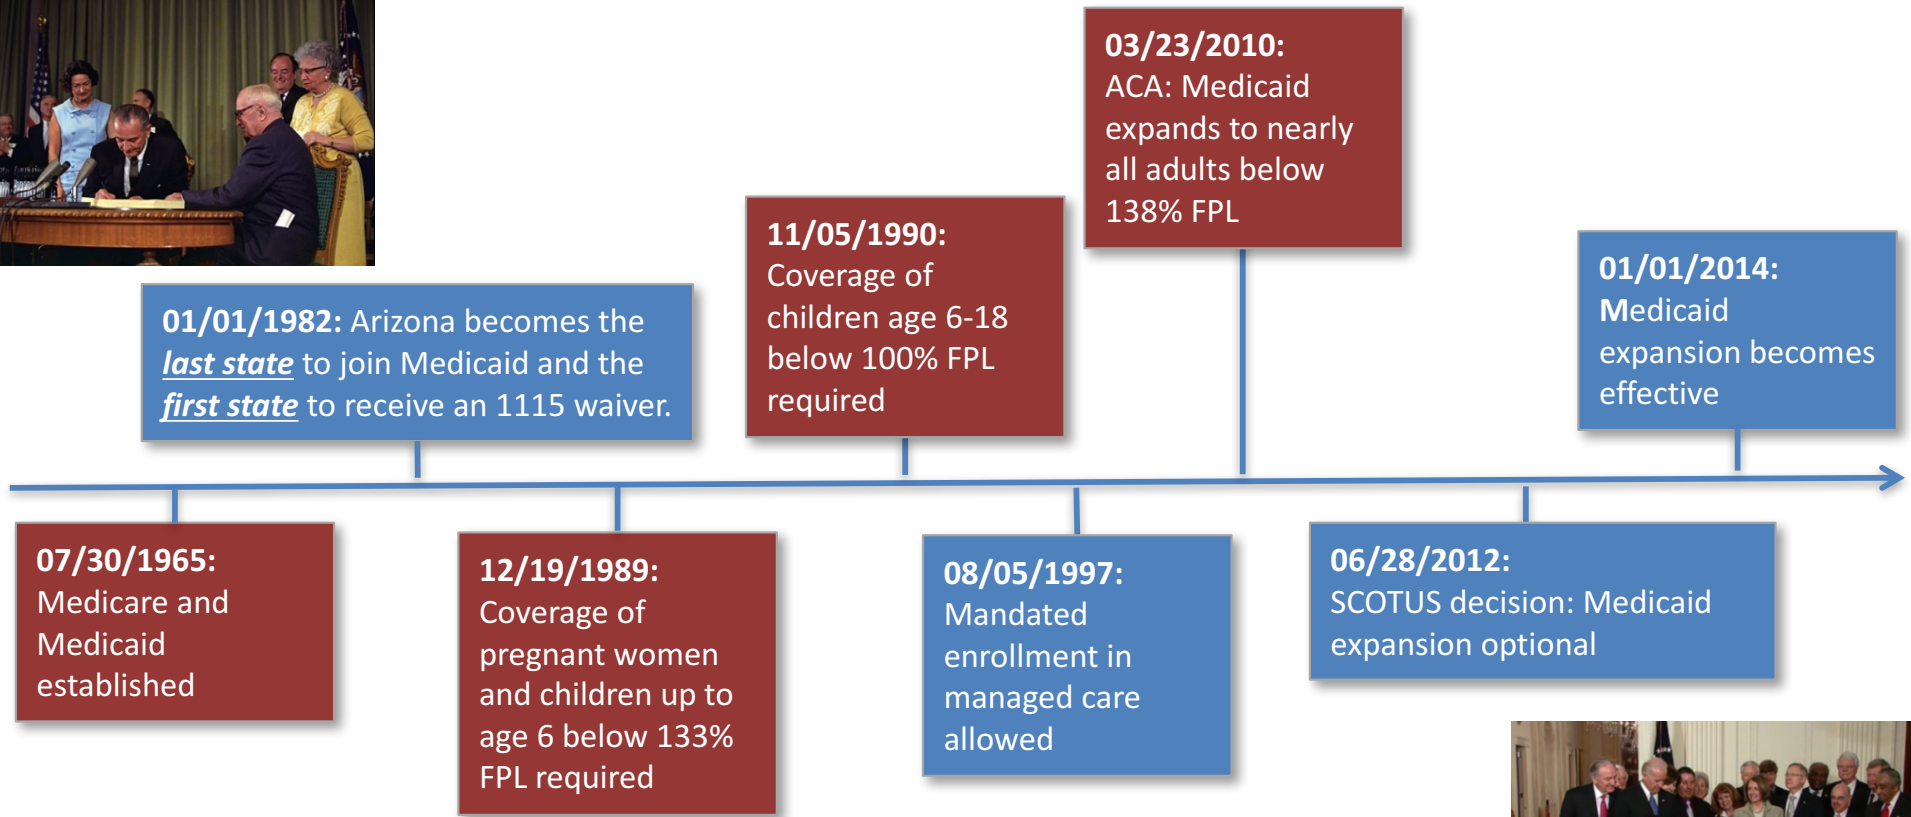 03/23/2010:
ACA: Medicaid
expands to nearly
all adults below
138% FPL
11/05/1990:
Coverage of
children age 6-18
below 100% FPL
required
01/01/2014:
Medicaid
expansion becomes
effective
01/01/1982: Arizona becomes the
last state to join Medicaid and the
first state to receive an 1115 waiver.
07/30/1965:
Medicare and
Medicaid
established
12/19/1989:
Coverage of
pregnant women
and children up to
age 6 below 133%
FPL required
08/05/1997:
Mandated
enrollment in
managed care
allowed
06/28/2012:
SCOTUS decision: Medicaid
expansion optional